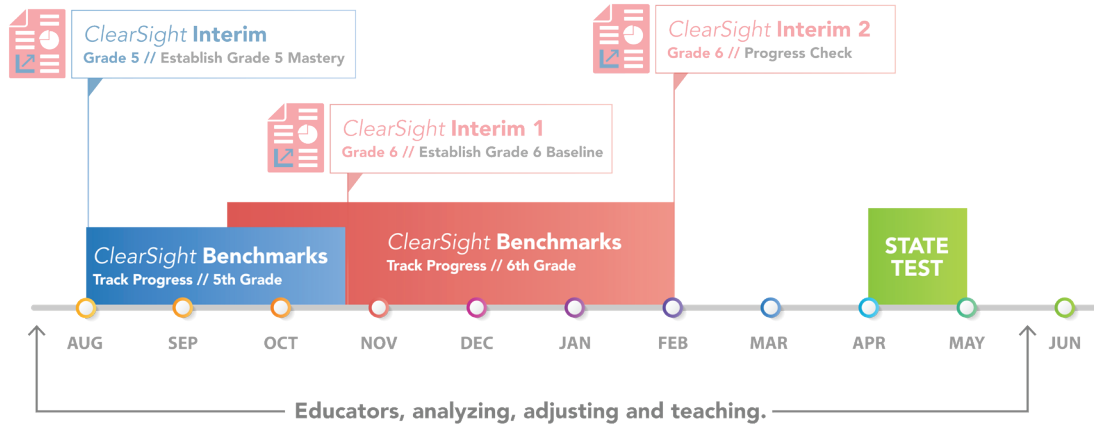 ClearSight Interim
Grade 5 // Establish Grade 5 Mastery
ClearSight Interim 2
Grade 6 // Progress Check
ClearSight Interim 1
Grade 6 // Establish Grade 6 Baseline
ClearSight Benchmarks
Track Progress // 5th Grade
ClearSight Benchmarks
Track Progress // 6th Grade
STATE
TEST
AUG SEP OCT NOV DEC JAN FEB MAR APR MAY JUN
Educators, analyzing, adjusting and teaching.